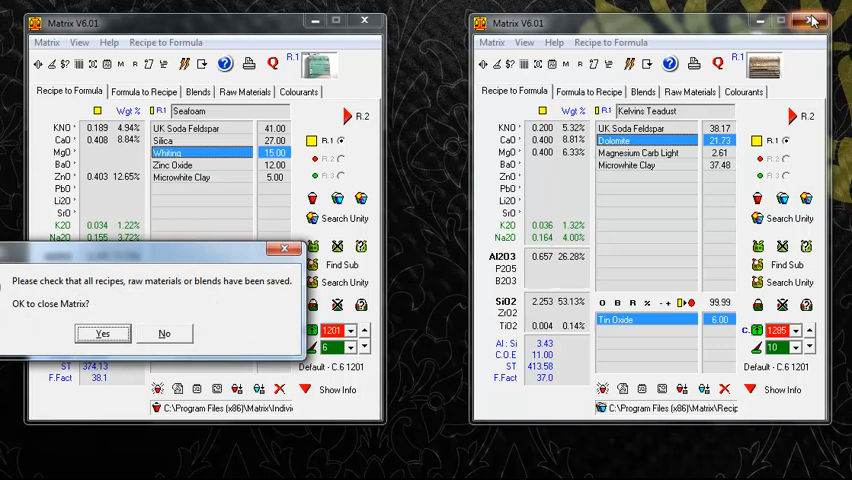 Matrix V6.01
Matrix View Help Recipe to Formula
M R R.1
Recipe to Formula Formula to Recipe Blends Raw Materials Colourants
Wgt % R.1 Seafoam
R.2
KNO 0.189 4.94% UK Soda Feldspar 41.00
CaO 0.408 8.84% Silica 27.00 R.1
MgO Whiting 15.00
BaO Zinc Oxide 12.00 R.2
ZnO 0.403 12.65% Microwhite Clay 5.00 R.3
PbO
Li2O
SrO Search Unity
K2O 0.034 1.22%
Na2O 0.155 3.72%
Find Sub
Search Sub
Please check that all recipes, raw materials or blends have been saved.
OK to close Matrix?
Yes No
1201
6
ST 374.13 Default - C.6 1201
F.Fact 38.1
Show Info
C:\Program Files (x86)\Matrix\Indivi
Matrix V6.01
Matrix View Help Recipe to Formula
M R R.1
Recipe to Formula Formula to Recipe Blends Raw Materials Colourants
Wgt % R.1 Kelvins Teadust
R.2
KNO 0.200 5.32% UK Soda Feldspar 38.17
CaO 0.400 8.81% Dolomite 21.73 R.1
MgO 0.400 6.33% Magnesium Carb Light 2.61
BaO Microwhite Clay 37.48 R.2
ZnO R.3
PbO
Li2O
SrO Search Unity
K2O 0.036 1.32%
Na2O 0.164 4.00%
Al2O3 0.657 26.28% Find Sub
P2O5
B2O3 Search Sub
SiO2 2.253 53.13% O B R % - + 99.99
ZrO2
TiO2 0.004 0.14% Tin Oxide 6.00 C. 1285
Al : Si 3.43 10
C.O.E 11.00
ST 413.58 Default - C.6 1201
F.Fact 37.0
Show Info
C:\Program Files (x86)\Matrix\Recip